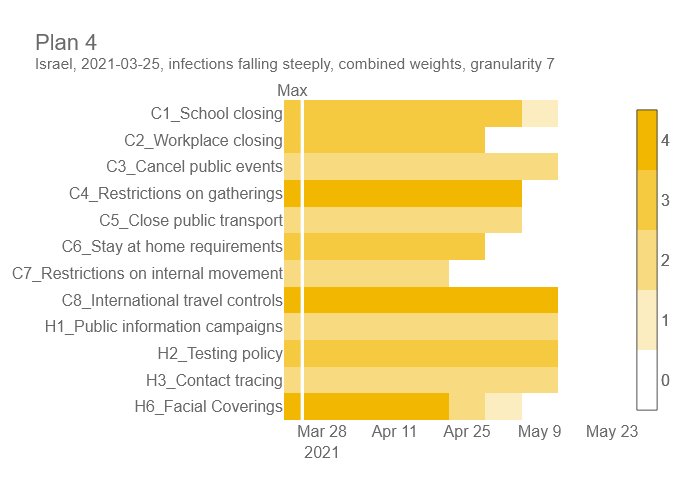 Plan 4
Israel, 2021-03-25, infections falling steeply, combined weights, granularity 7
Max
C1_School closing
C2_Workplace closing
C3_Cancel public events
C4_Restrictions on gatherings
C5_Close public transport
C6_Stay at home requirements
C7_Restrictions on internal movement
C8_International travel controls
H1_Public information campaigns
H2_Testing policy
H3_Contact tracing
H6_Facial Coverings
Mar 28 Apr 11 Apr 25 May 9 May 23
2021
4
3
2
1
0